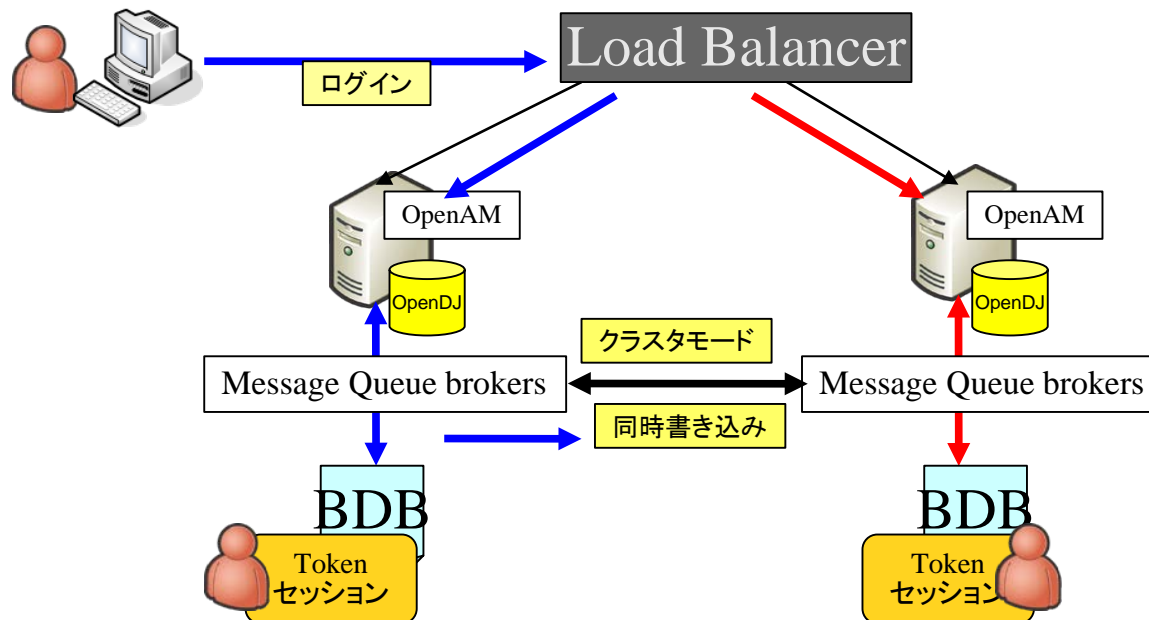 Load Balancer
ログイン
OpenAM
OpenAM
OpenDJ
OpenDJ
クラスタモード
Message Queue brokers
Message Queue brokers
同時書き込み
BDB
BDB
Token
セッション
Token
セッション